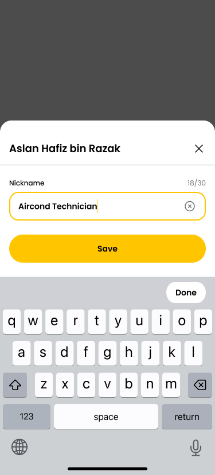 Aslan Hafiz bin Razak
Nickname 18/30
Aircond Technician
Save
Done
q w e r t y u i o p
a s d f g h j k l
z x c v b n m
123 space return